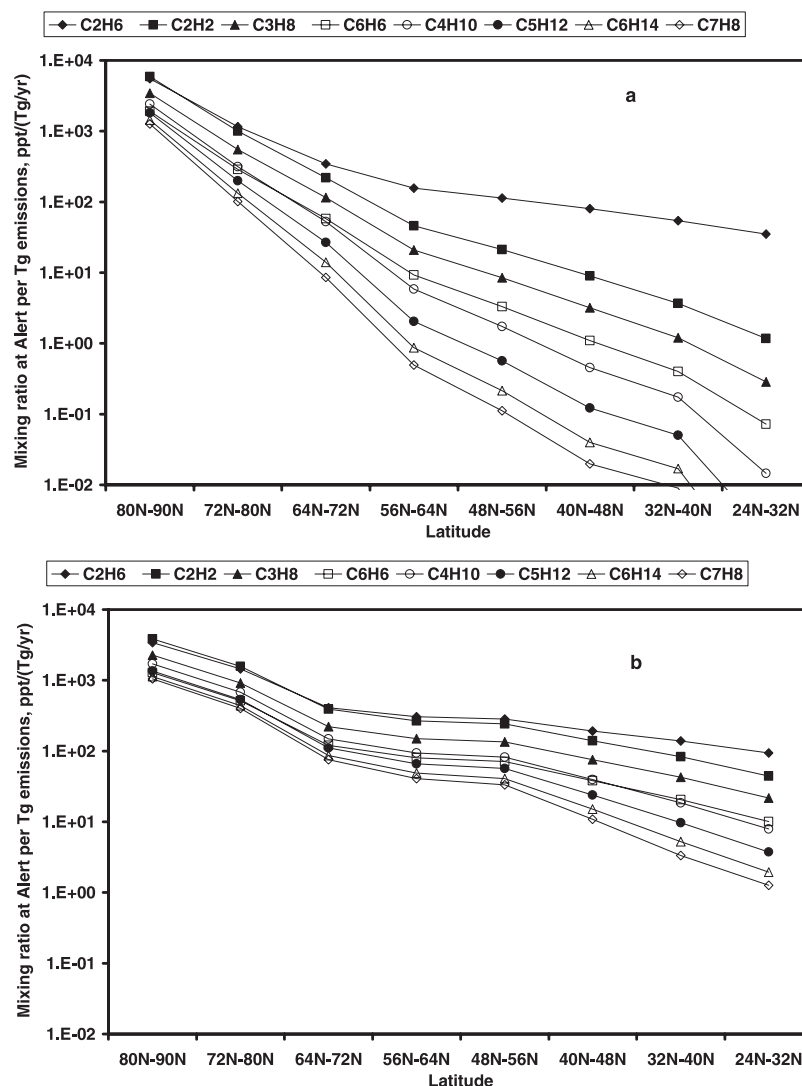 C2H6 C2H2 C3H8 C6H6 C4H10 C5H12 C6H14 C7H8
1.E+04
a
1.E+03
1.E+02
1.E+01
1.E+00
1.E-01
1.E-02
Mixing ratio at Alert per Tg emissions, ppt/(Tg/yr)
80N-90N 72N-80N 64N-72N 56N-64N 48N-56N 40N-48N 32N-40N 24N-32N
Latitude
C2H6 C2H2 C3H8 C6H6 C4H10 C5H12 C6H14 C7H8
1.E+04
b
1.E+03
1.E+02
1.E+01
1.E+00
1.E-01
1.E-02
Mixing ratio at Alert per Tg emissions, ppt/(Tg/yr)
80N-90N 72N-80N 64N-72N 56N-64N 48N-56N 40N-48N 32N-40N 24N-32N
Latitude